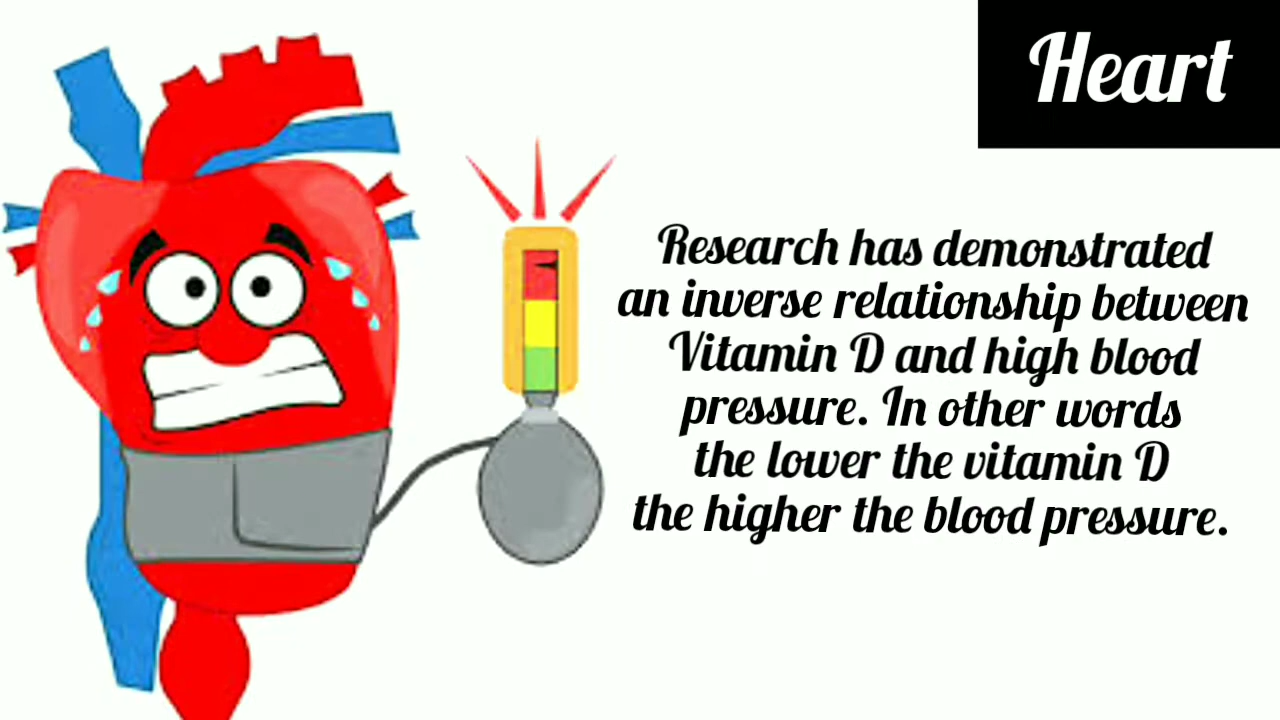 Heart
Research has demonstrated
an inverse relationship between
Vitamin D and high blood
pressure. In other words
the lower the vitamin D
the higher the blood pressure.